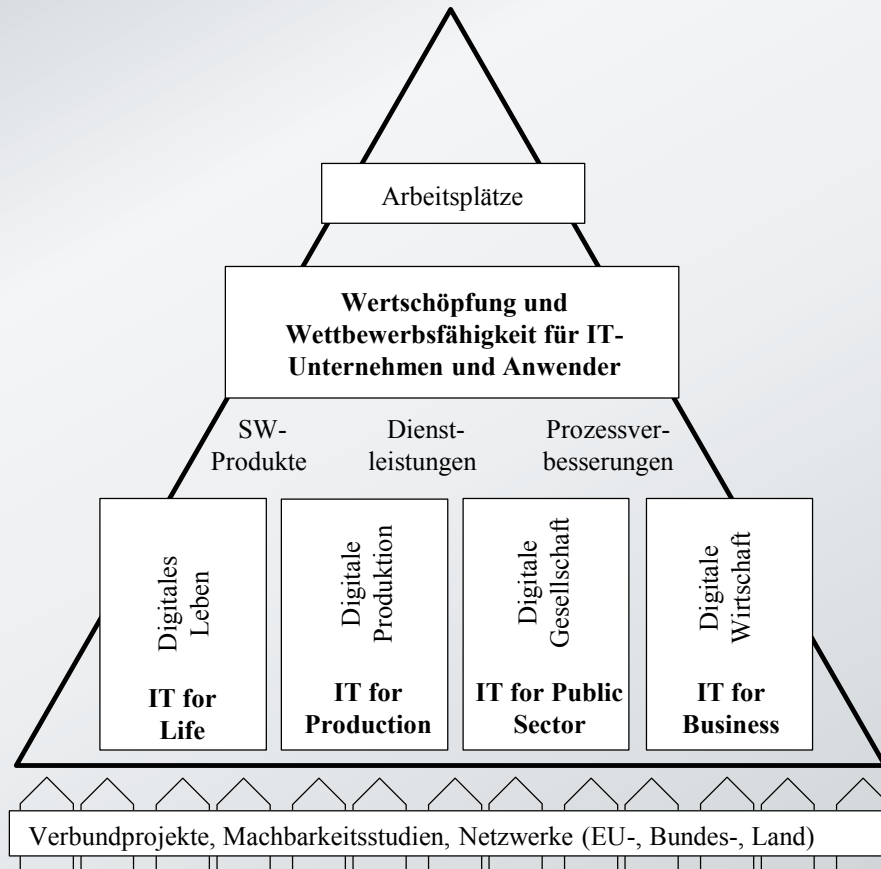 Arbeitsplätze
Wertschöpfung und
Wettbewerbsfähigkeit für IT-
Unternehmen und Anwender
SW-
Produkte
Dienst-
leistungen
Prozessver-
besserungen
Digitales
Leben
IT for
Life
Digitale
Produktion
IT for
Production
Digitale
Gesellschaft
IT for Public
Sector
Digitale
Wirtschaft
IT for
Business
Verbundprojekte, Machbarkeitsstudien, Netzwerke (EU-, Bundes-, Land)